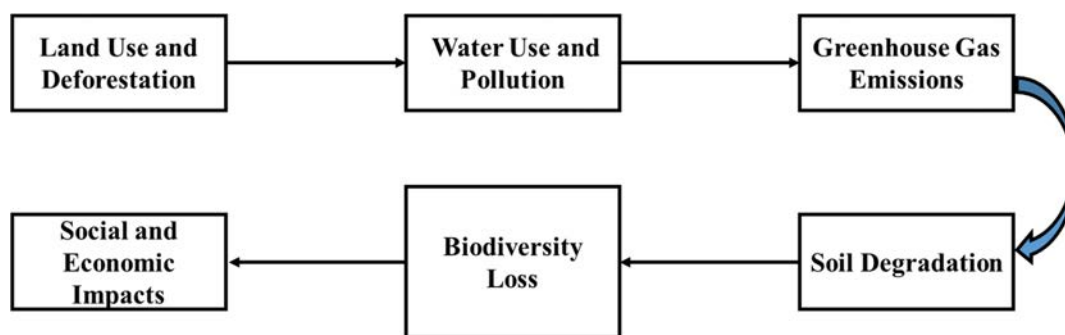 Land Use and
Deforestation
Water Use and
Pollution
Greenhouse Gas
Emissions
Soil Degradation
Biodiversity
Loss
Social and
Economic
Impacts